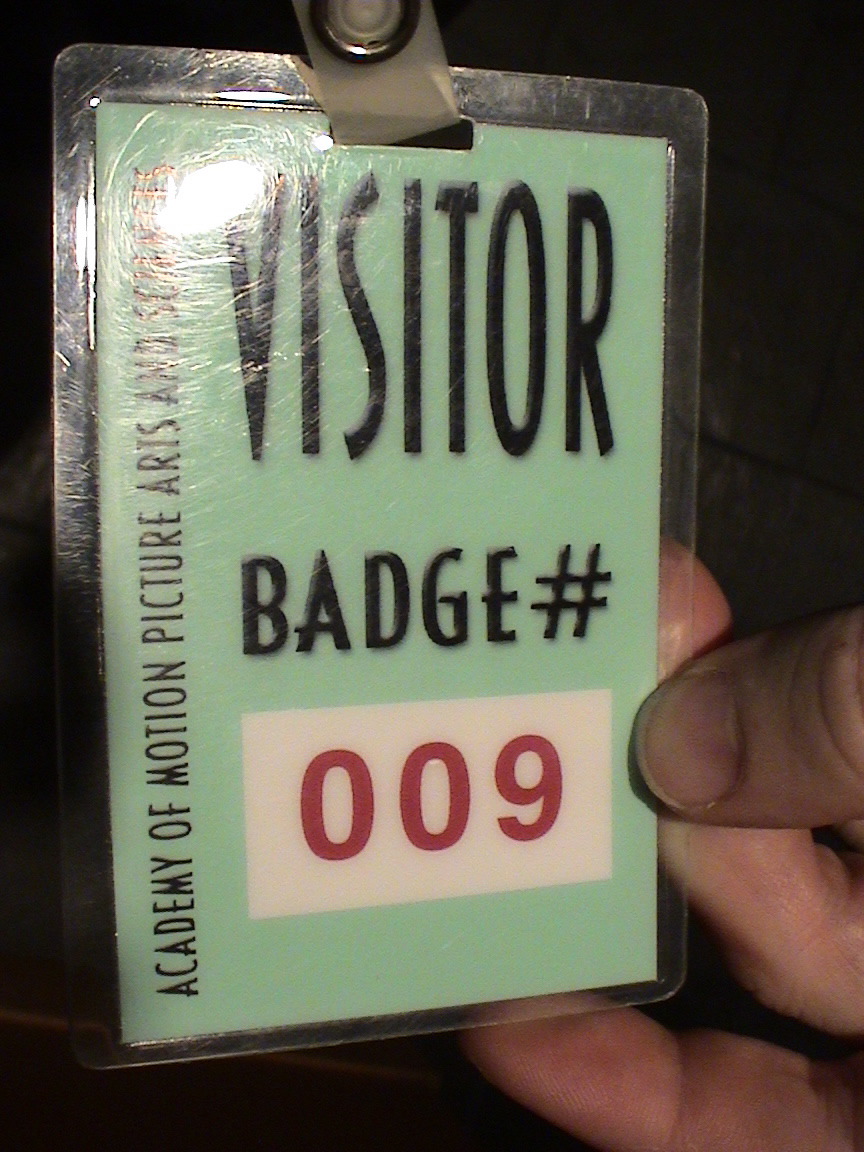 VISITOR
BADGE#
009
ACADEMY OF MOTION PICTURE ARTS AND SCIENCES